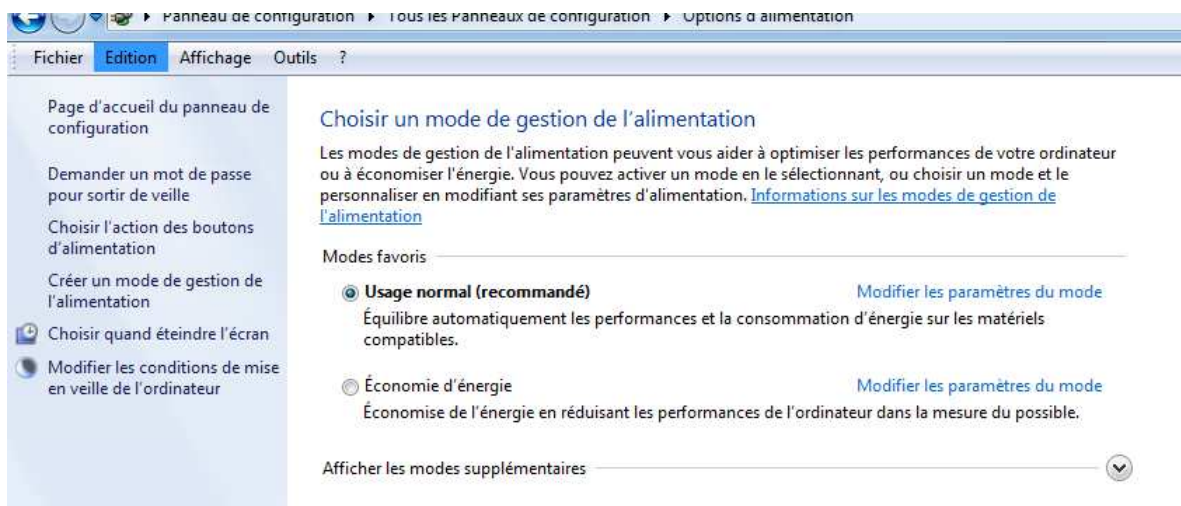 Panneau de configuration ▸ Tous les Panneaux de configuration ▸ Options d'alimentation
Fichier Edition Affichage Outils ?
Page d'accueil du panneau de
configuration
Demander un mot de passe
pour sortir de veille
Choisir l'action des boutons
d'alimentation
Créer un mode de gestion de
l'alimentation
Choisir quand éteindre l'écran
Modifier les conditions de mise
en veille de l'ordinateur
Choisir un mode de gestion de l'alimentation
Les modes de gestion de l'alimentation peuvent vous aider à optimiser les performances de votre ordinateur
ou à économiser l'énergie. Vous pouvez activer un mode en le sélectionnant, ou choisir un mode et le
personnaliser en modifiant ses paramètres d'alimentation. Informations sur les modes de gestion de
l'alimentation
Modes favoris
Usage normal (recommandé) Modifier les paramètres du mode
Équilibre automatiquement les performances et la consommation d'énergie sur les matériels
compatibles.
Économie d'énergie Modifier les paramètres du mode
Économise de l'énergie en réduisant les performances de l'ordinateur dans la mesure du possible.
Afficher les modes supplémentaires